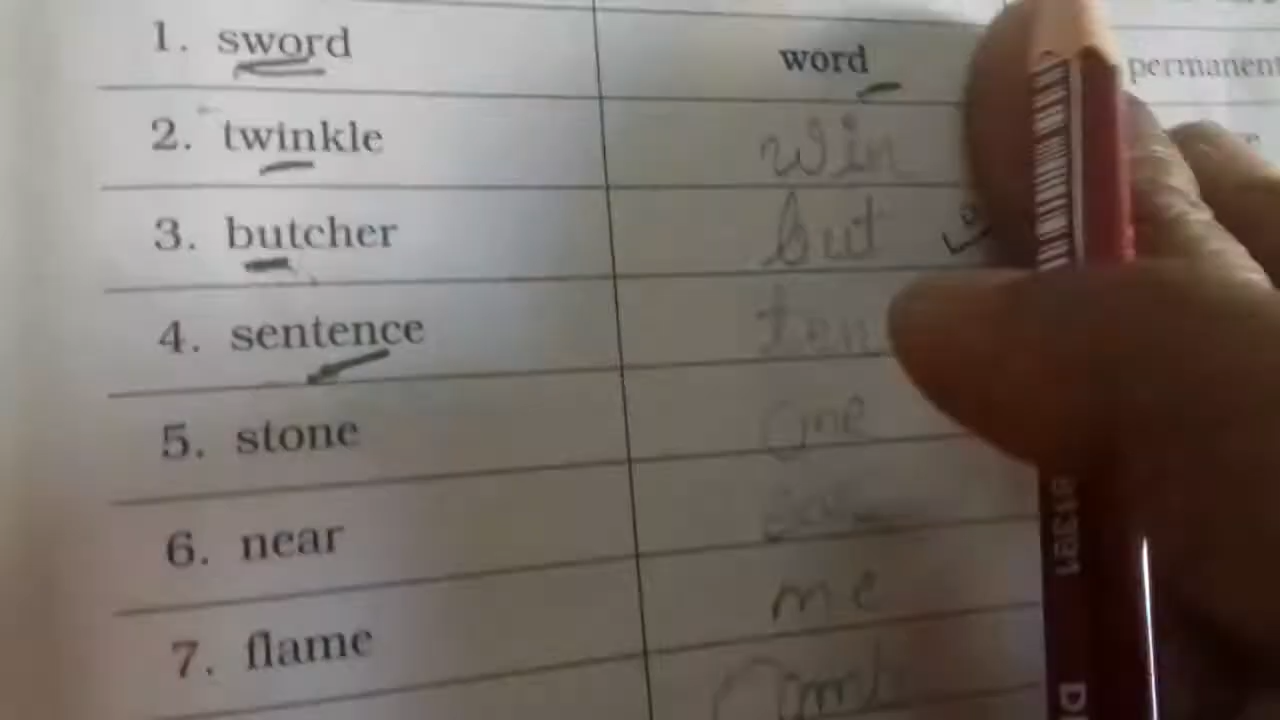 1. sword word permanent
2. twinkle win
3. butcher but
4. sentence ten
5. stone one
6. near
7. flame me